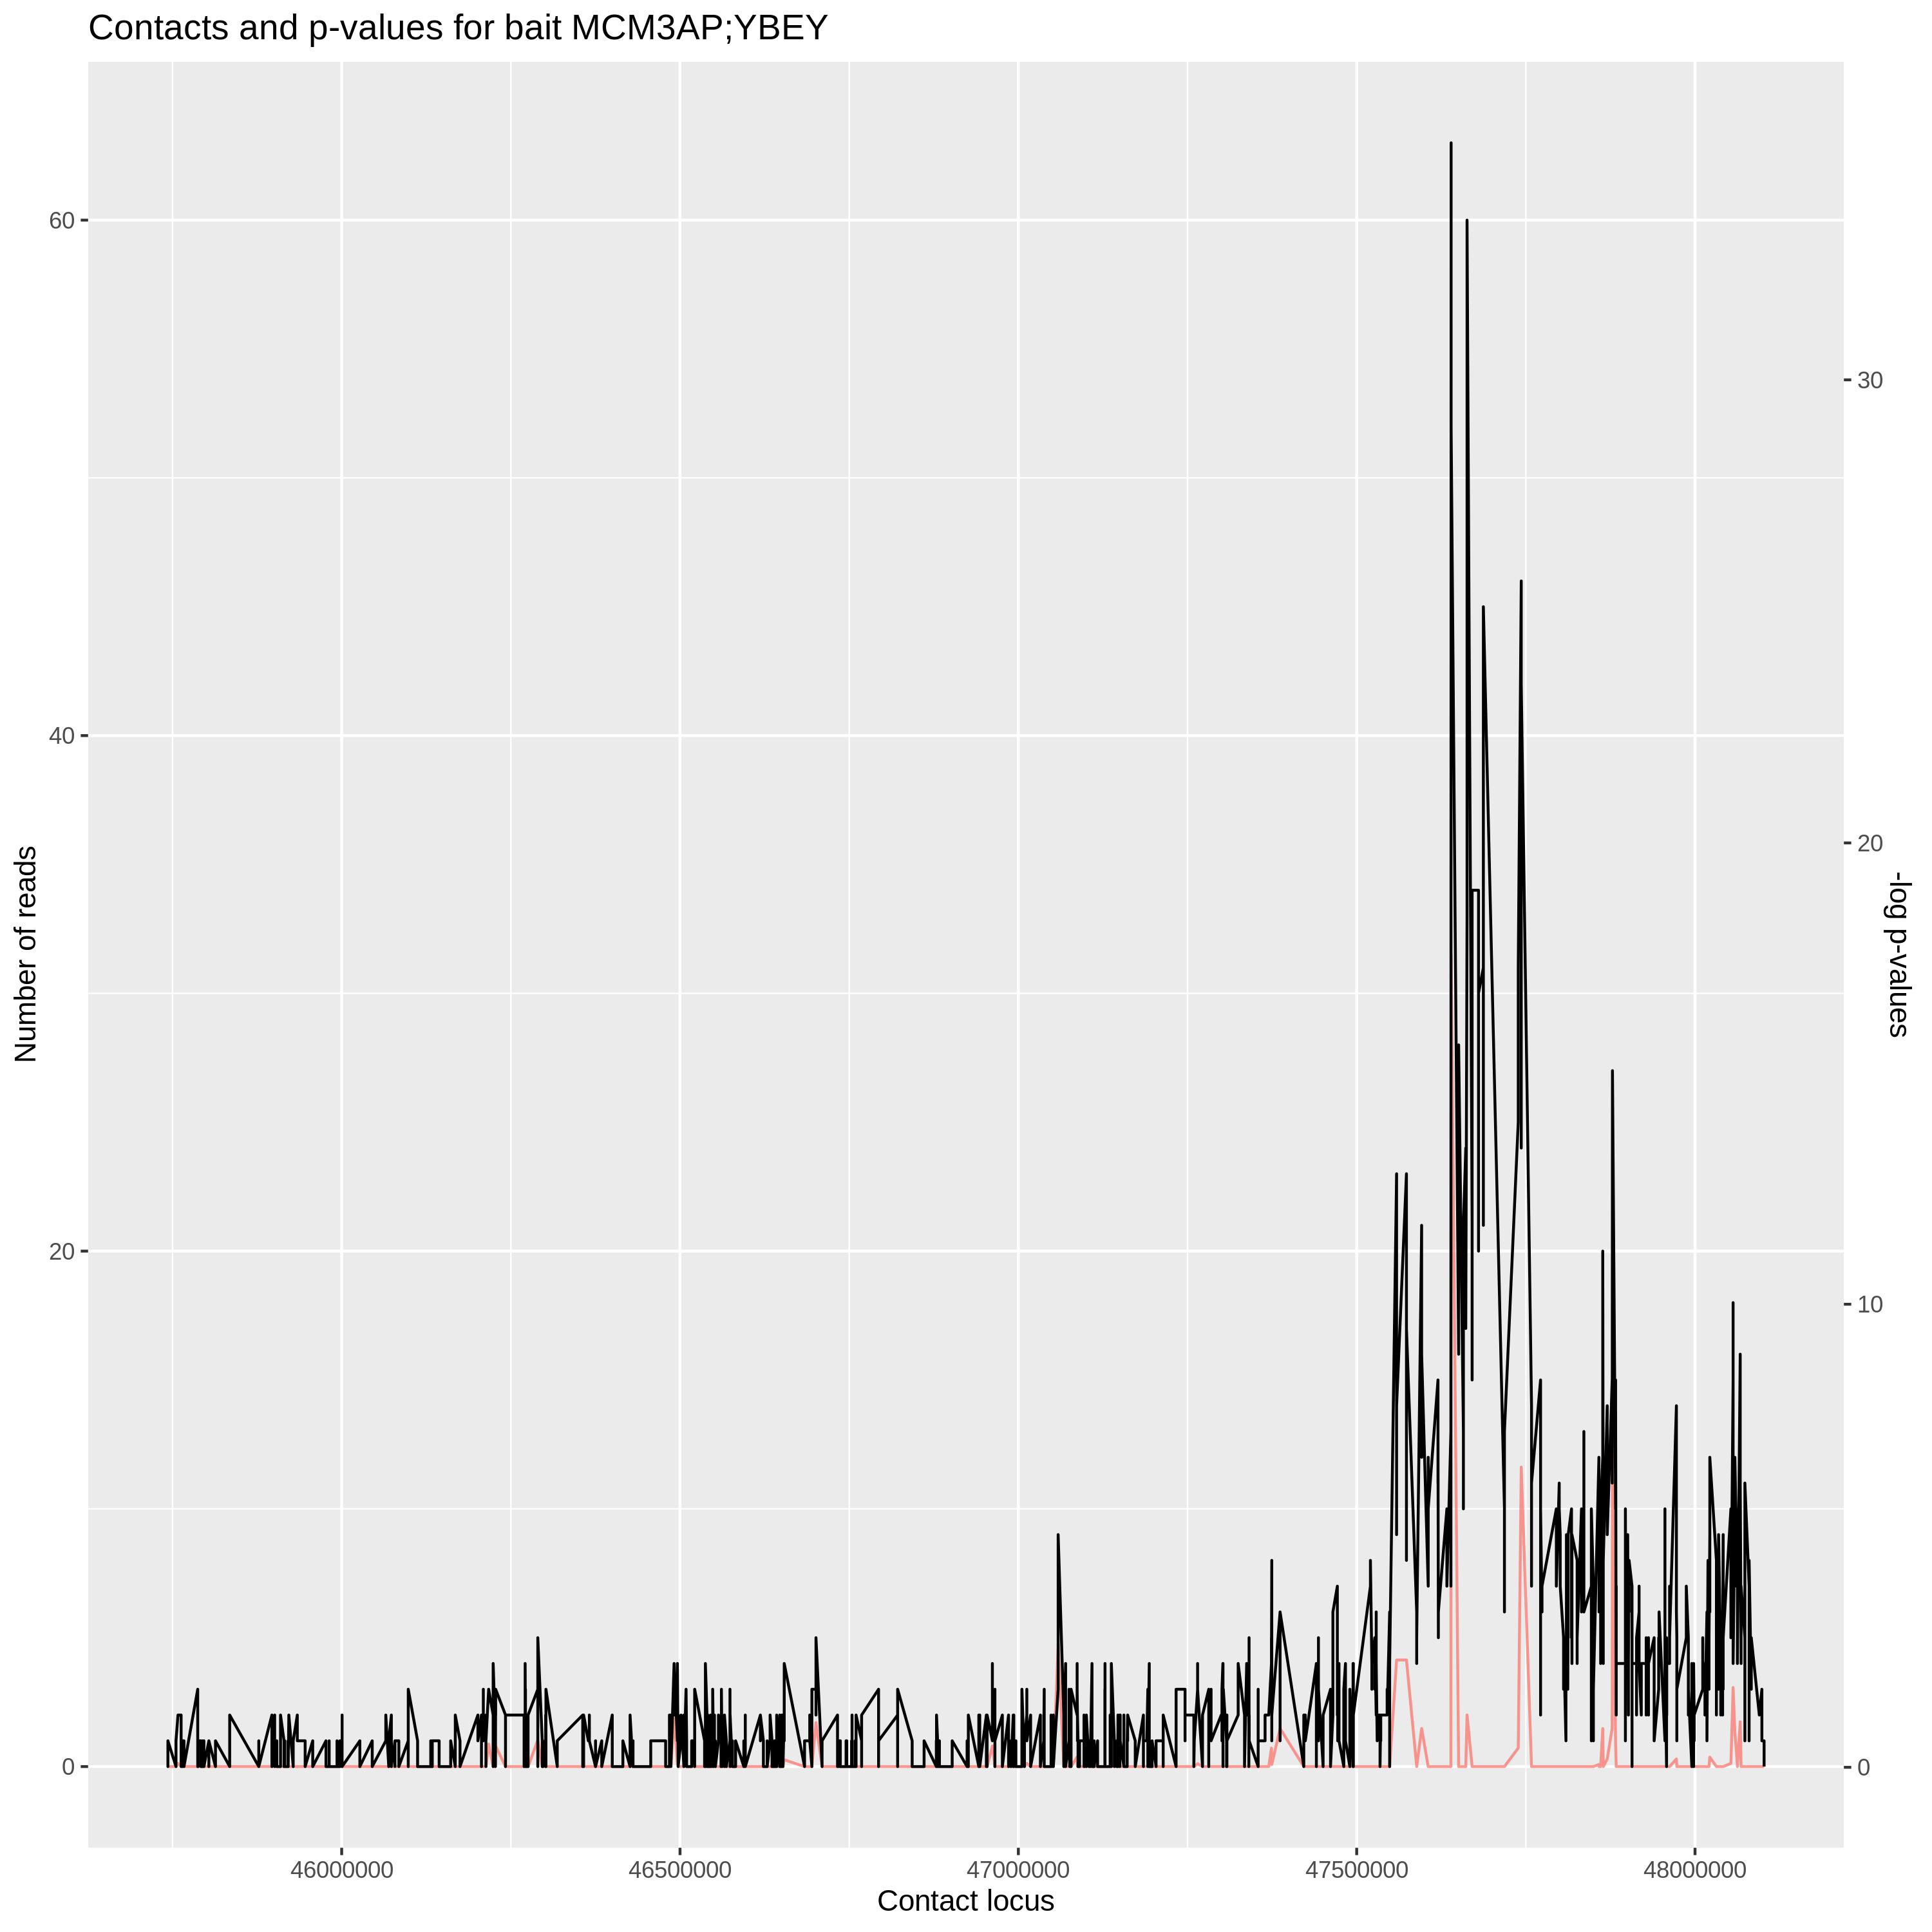 Contacts and p-values for bait MCM3AP;YBEY
60
40
20
0
Number of reads
30
20
10
0
-log p-values
46000000 46500000 47000000 47500000 48000000
Contact locus